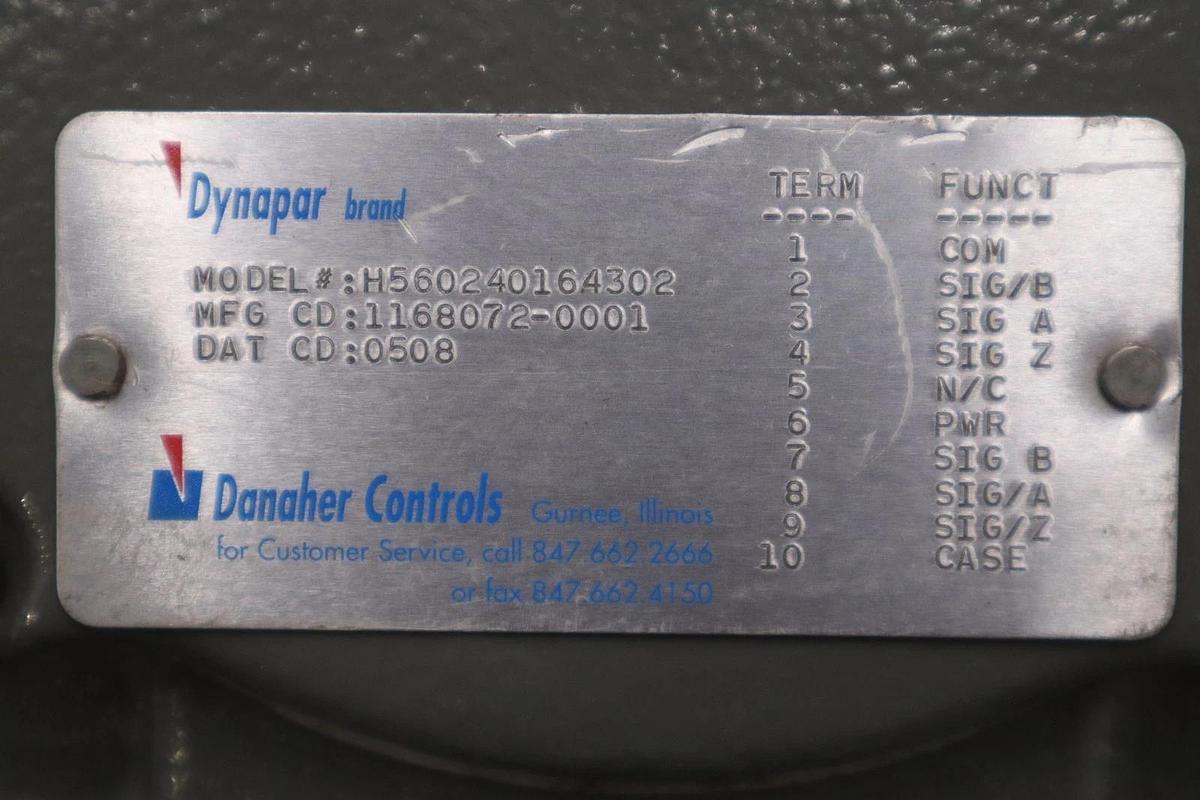 Dynapar brand
MODEL#:H560240164302
MFG CD:1168072-0001
DAT CD:0508
Danaher Controls Gurnee, Illinois
for Customer Service, call 847.662.2666
or fax 847.662.4150
TERM FUNCT
---- -----
1 COM
2 SIG/B
3 SIG A
4 SIG Z
5 N/C
6 PWR
7 SIG B
8 SIG/A
9 SIG/Z
10 CASE